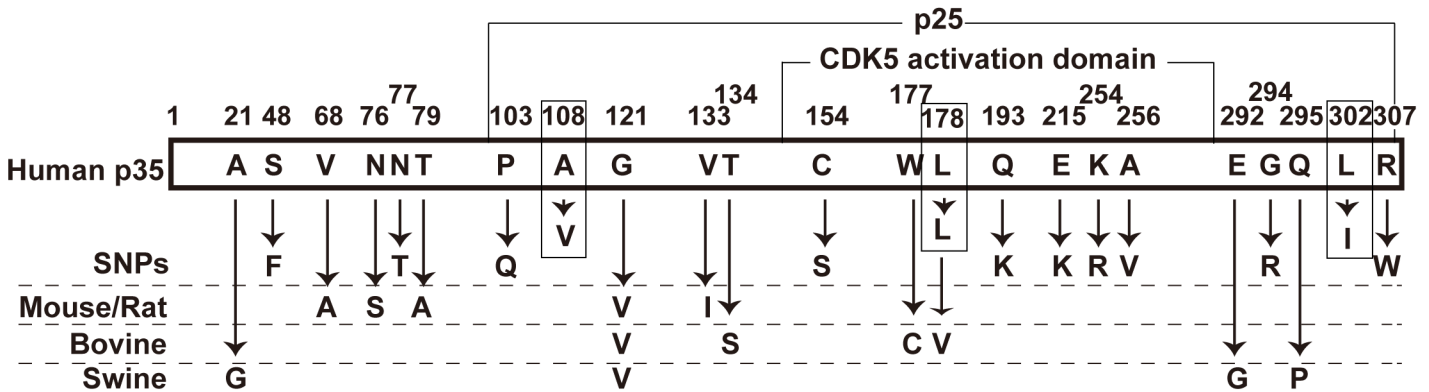 p25
CDK5 activation domain
77 134 177 254 294
1 21 48 68 76 79 103 108 121 133 154 178 193 215 256 292 295 302 307
Human p35 A S V N N T P A G V T C W L Q E K A E G Q L R
V L I
SNPs F T Q S K K R V R W
Mouse/Rat A S A V I
Bovine V S C V
Swine G V G P